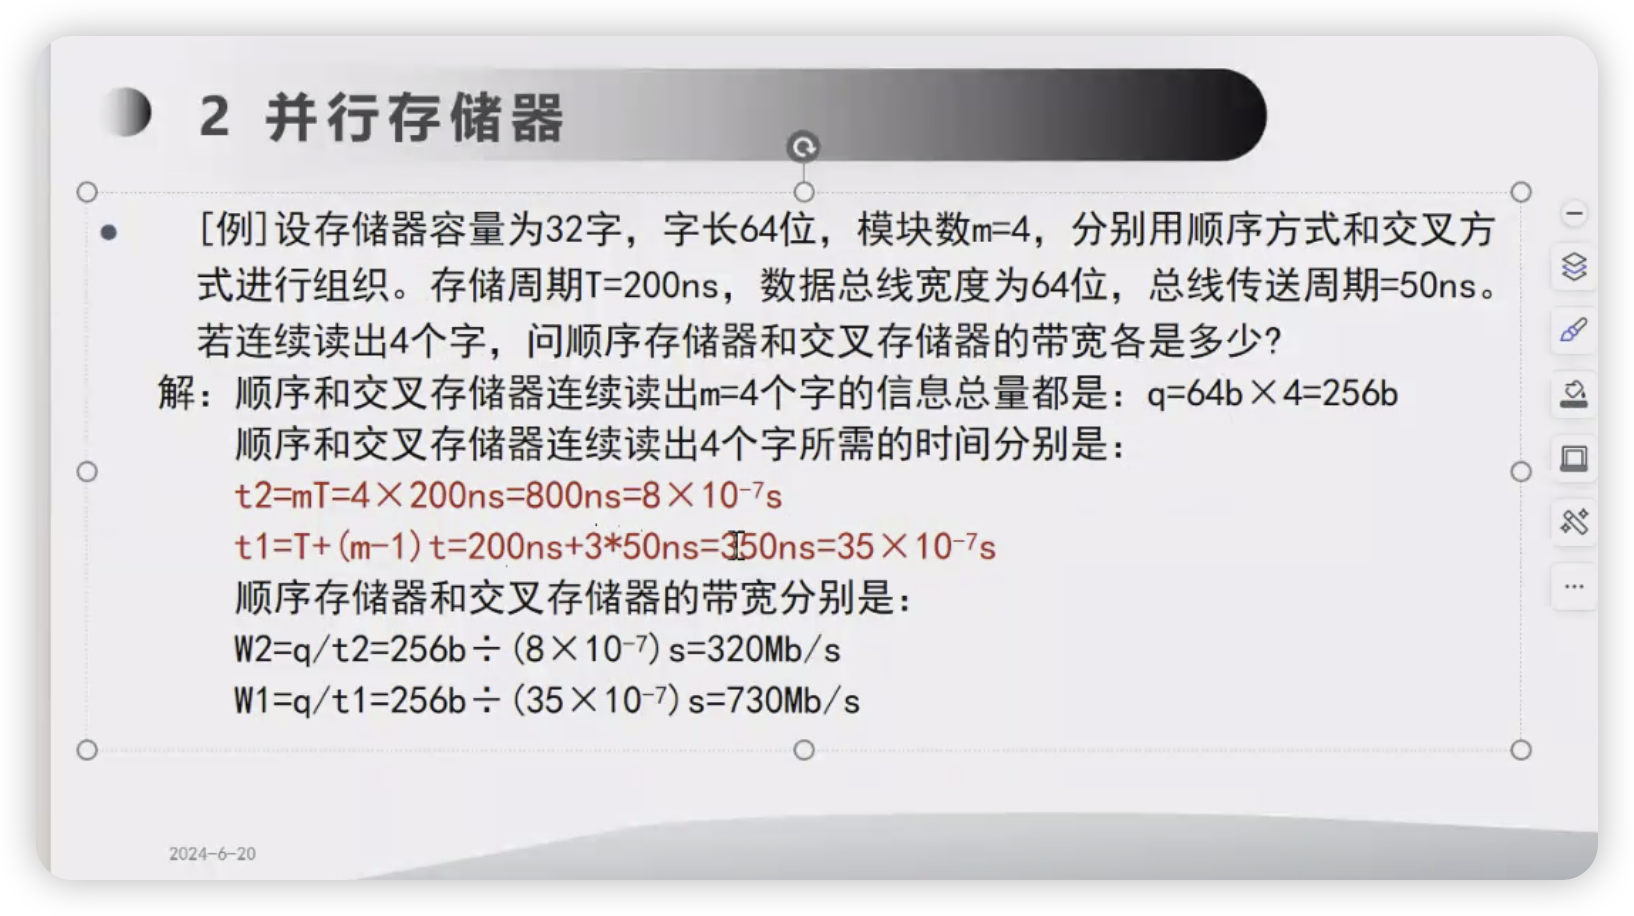 2 并行存储器
[例]设存储器容量为32字，字长64位，模块数m=4，分别用顺序方式和交叉方
式进行组织。存储周期T=200ns，数据总线宽度为64位，总线传送周期=50ns。
若连续读出4个字，问顺序存储器和交叉存储器的带宽各是多少?
解：顺序和交叉存储器连续读出m=4个字的信息总量都是：q=64b×4=256b
顺序和交叉存储器连续读出4个字所需的时间分别是：
t2=mT=4×200ns=800ns=8×10⁻⁷s
t1=T+(m-1)t=200ns+3*50ns=350ns=35×10⁻⁷s
顺序存储器和交叉存储器的带宽分别是：
W2=q/t2=256b÷(8×10⁻⁷)s=320Mb/s
W1=q/t1=256b÷(35×10⁻⁷)s=730Mb/s
2024-6-20